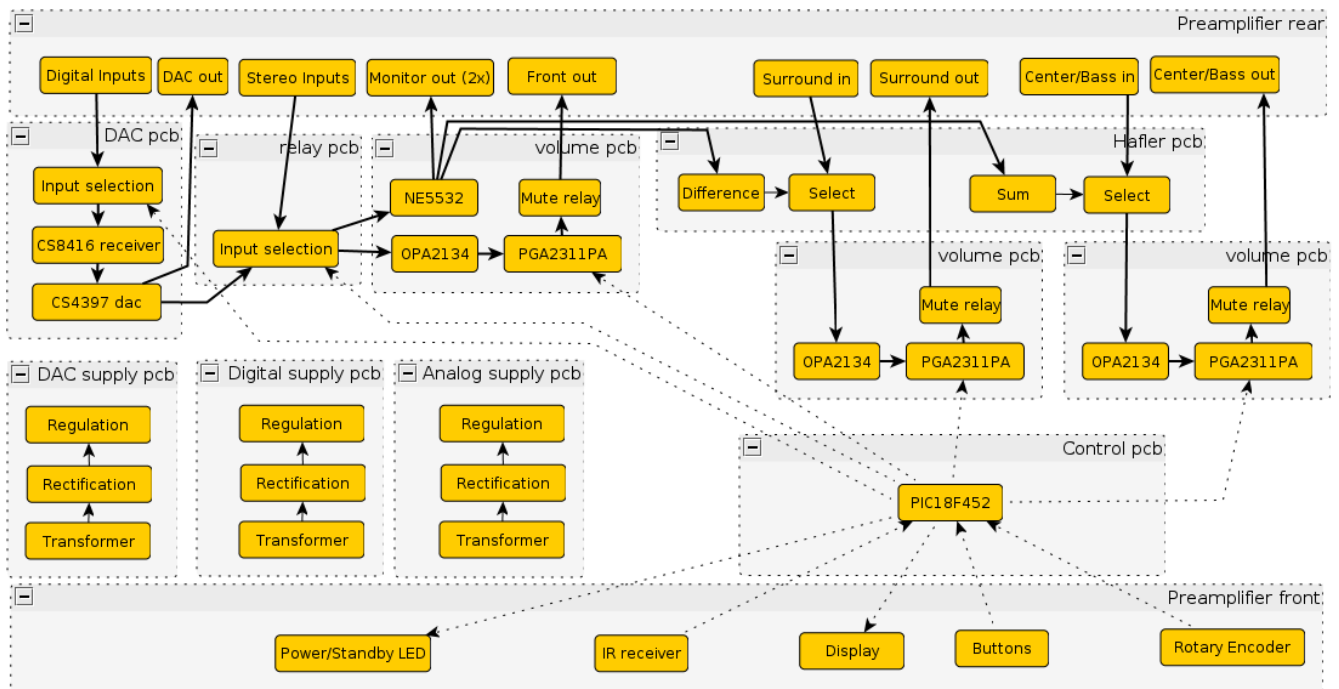 Preamplifier rear
Digital Inputs
DAC out
Stereo Inputs
Monitor out (2x)
Front out
Surround in
Surround out
Center/Bass in
Center/Bass out
DAC pcb
Input selection
CS8416 receiver
CS4397 dac
relay pcb
Input selection
volume pcb
NE5532
Mute relay
OPA2134
PGA2311PA
Hafler pcb
Difference
Select
Sum
Select
volume pcb
Mute relay
OPA2134
PGA2311PA
volume pcb
Mute relay
OPA2134
PGA2311PA
DAC supply pcb
Regulation
Rectification
Transformer
Digital supply pcb
Regulation
Rectification
Transformer
Analog supply pcb
Regulation
Rectification
Transformer
Control pcb
PIC18F452
Preamplifier front
Power/Standby LED
IR receiver
Display
Buttons
Rotary Encoder